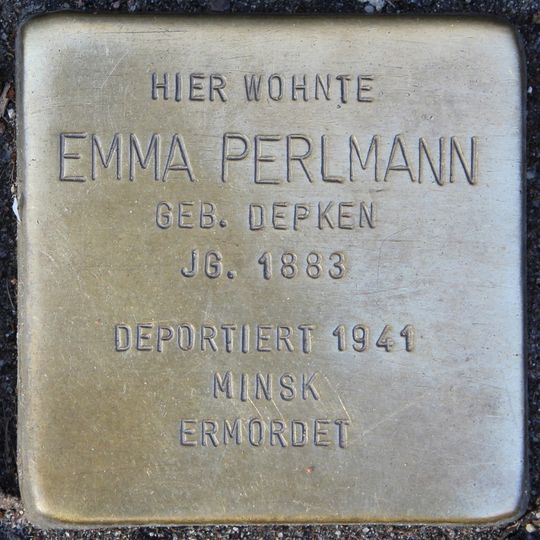 HIER WOHNTE
EMMA PERLMANN
GEB. DEPKEN
JG. 1883
DEPORTIERT 1941
MINSK
ERMORDET